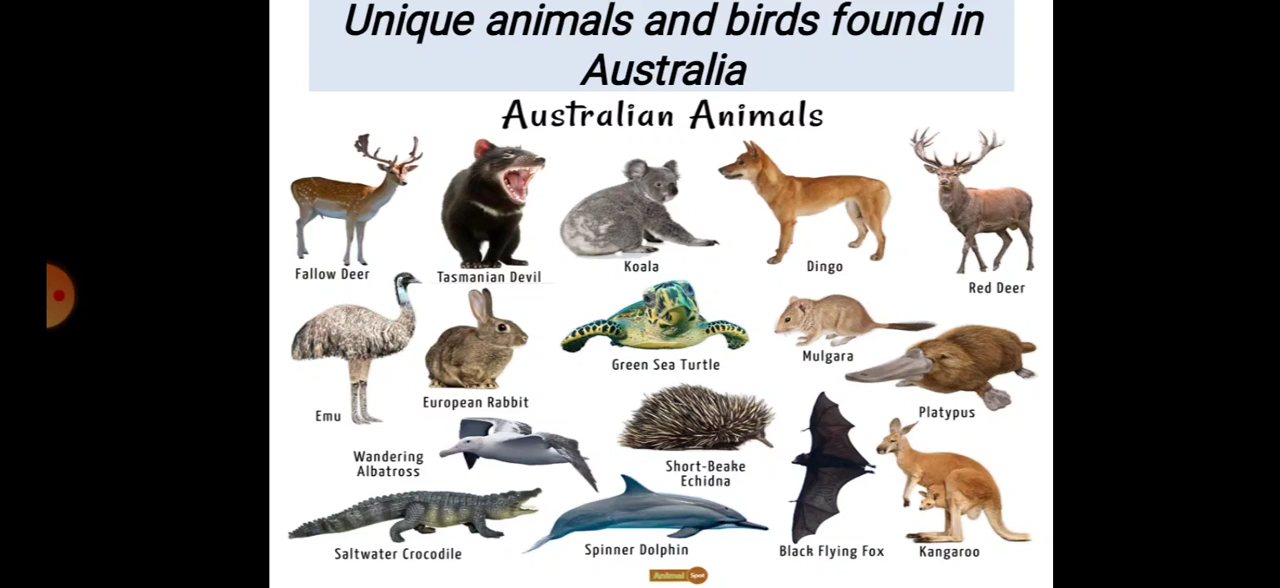 Unique animals and birds found in
Australia
Australian Animals
Fallow Deer
Tasmanian Devil
Koala
Dingo
Red Deer
Emu
European Rabbit
Green Sea Turtle
Mulgara
Platypus
Wandering
Albatross
Short-Beake
Echidna
Saltwater Crocodile
Spinner Dolphin
Black Flying Fox
Kangaroo
Animal Spot